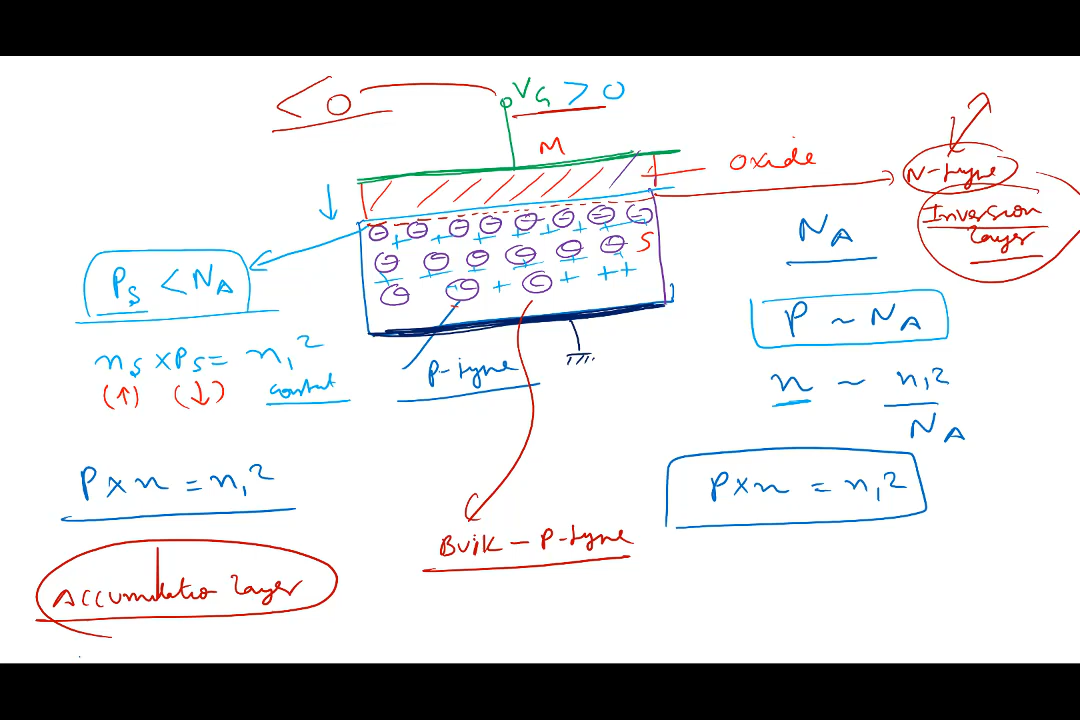 < 0
VG > 0
M
oxide
N-type
Inversion
layer
S
NA
Ps < NA
P ~ NA
ns × Ps = ni²
(↑) (↓) constant
P-type
n ~ ni²
NA
P × n = ni²
P × n = ni²
Bulk - P-type
Accumulatio layer